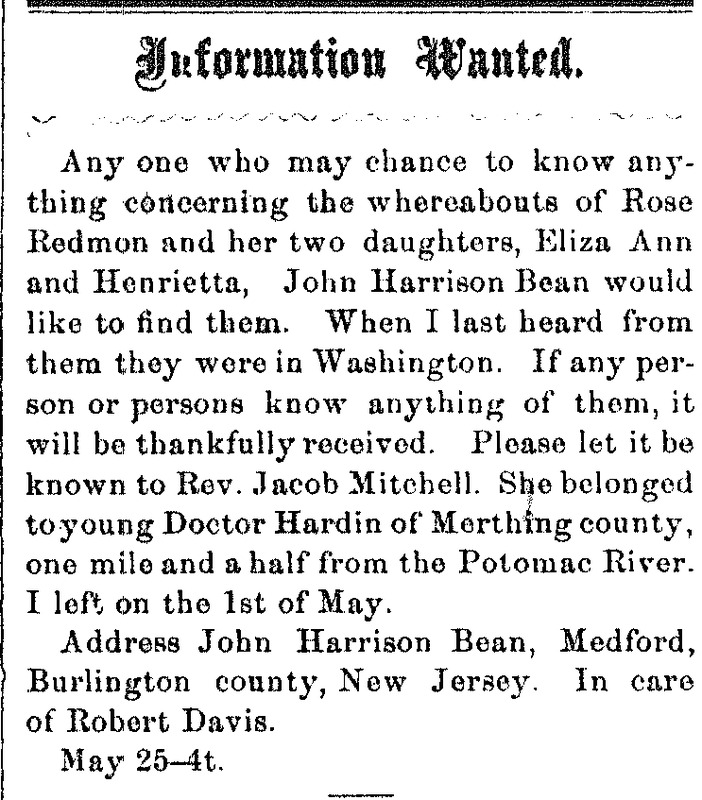 Information Wanted.
Any one who may chance to know any-
thing concerning the whereabouts of Rose
Redmon and her two daughters, Eliza Ann
and Henrietta, John Harrison Bean would
like to find them. When I last heard from
them they were in Washington. If any per-
son or persons know anything of them, it
will be thankfully received. Please let it be
known to Rev. Jacob Mitchell. She belonged
to young Doctor Hardin of Merthing county,
one mile and a half from the Potomac River.
I left on the 1st of May.
Address John Harrison Bean, Medford,
Burlington county, New Jersey. In care
of Robert Davis.
May 25–4t.